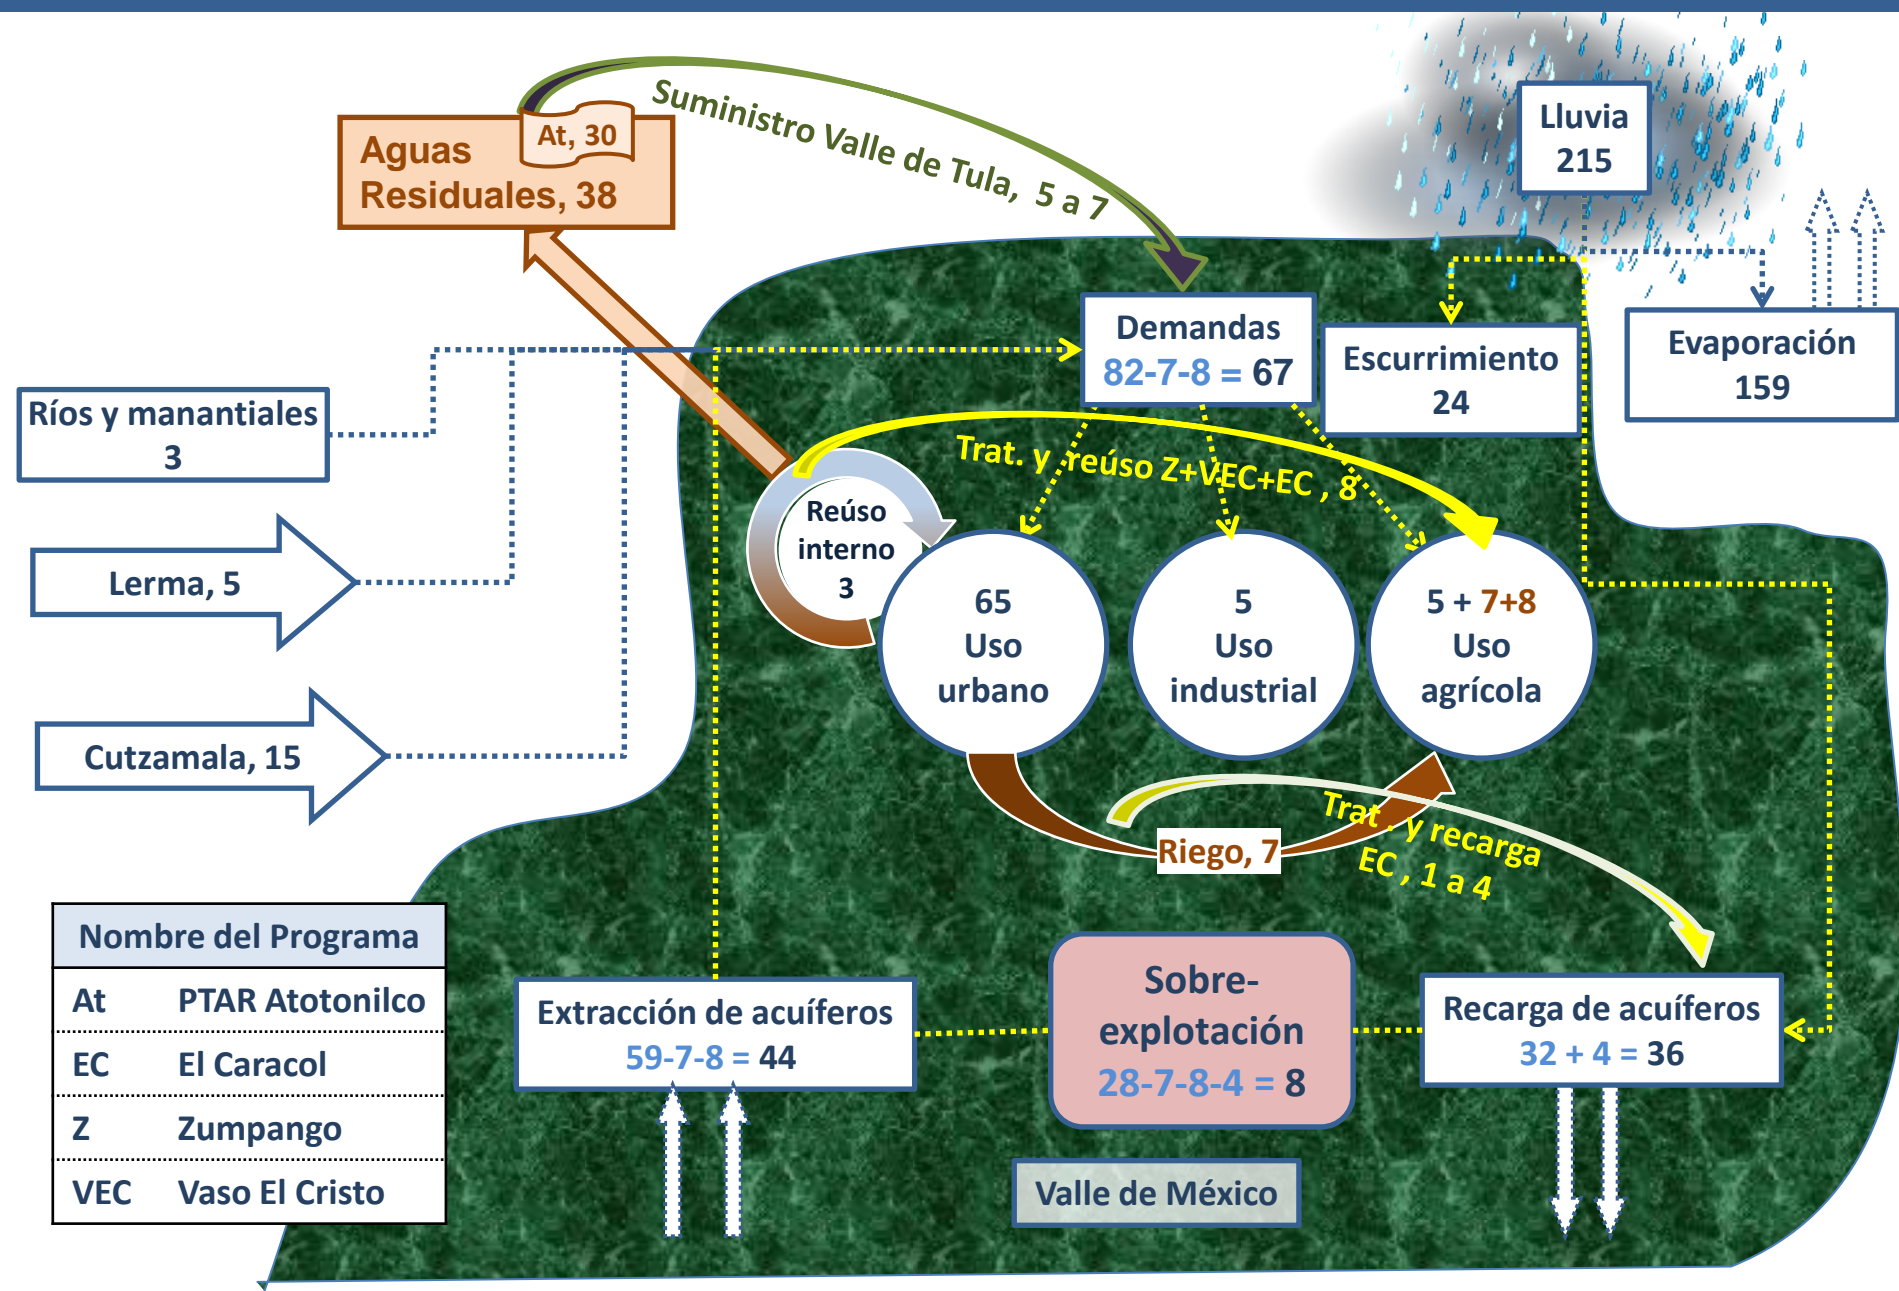 Suministro Valle de Tula, 5 a 7
At, 30
Aguas
Residuales, 38
Lluvia
215
Demandas
82-7-8 = 67
Escurrimiento
24
Evaporación
159
Ríos y manantiales
3
Trat. y reúso Z+VEC+EC , 8
Reúso
interno
3
Lerma, 5
65
Uso
urbano
5
Uso
industrial
5 + 7+8
Uso
agrícola
Cutzamala, 15
Riego, 7
Trat . y recarga
EC , 1 a 4
Nombre del Programa
At PTAR Atotonilco
EC El Caracol
Z Zumpango
VEC Vaso El Cristo
Extracción de acuíferos
59-7-8 = 44
Sobre-
explotación
28-7-8-4 = 8
Recarga de acuíferos
32 + 4 = 36
Valle de México